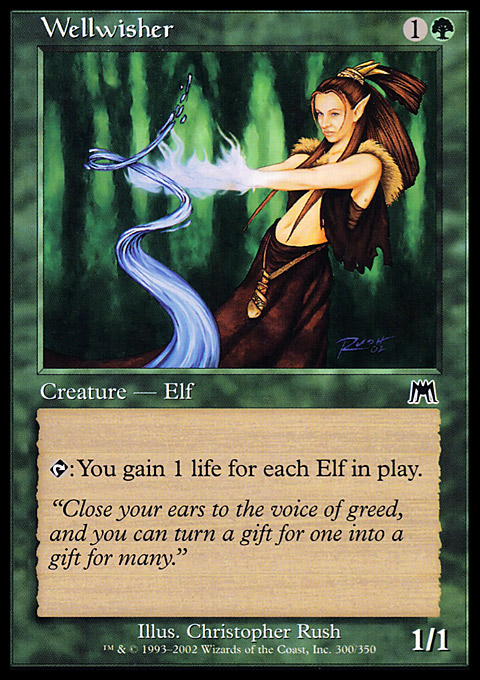 Wellwisher 1
RUSH
02
Creature — Elf
:You gain 1 life for each Elf in play.
“Close your ears to the voice of greed,
and you can turn a gift for one into a
gift for many.”
Illus. Christopher Rush
™ & © 1993–2002 Wizards of the Coast, Inc. 300/350
1/1